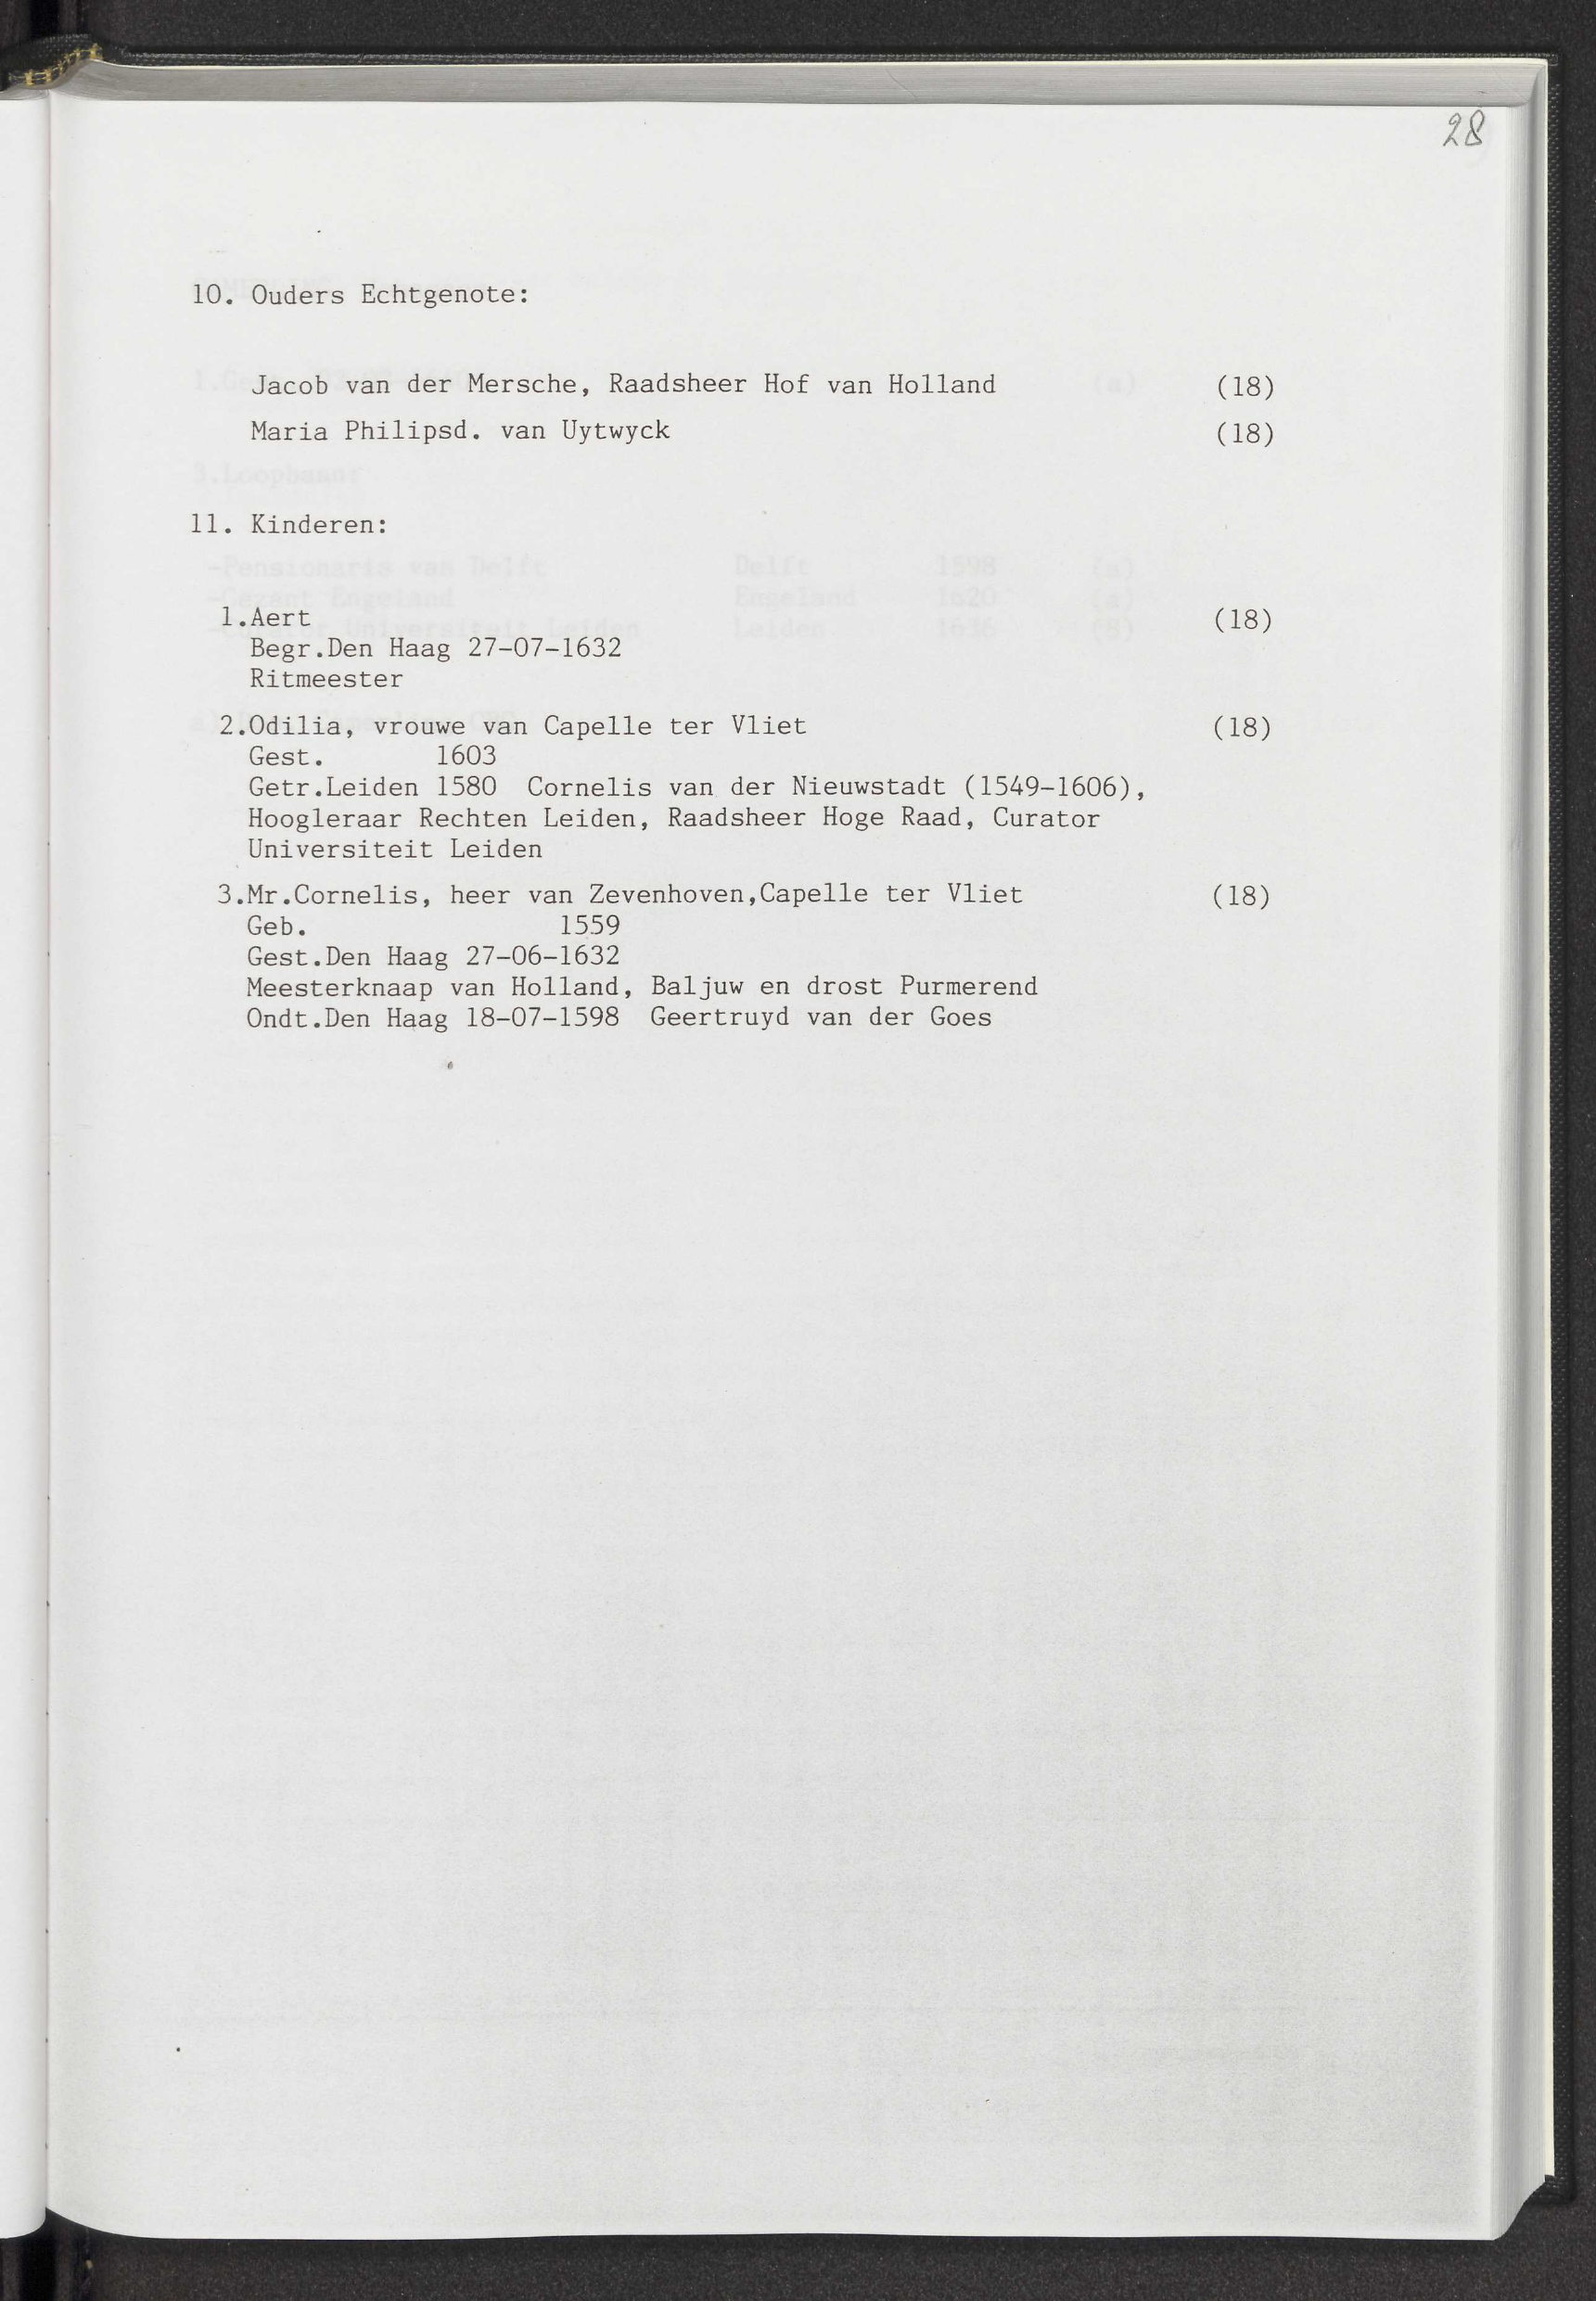 28
10. Ouders Echtgenote:
Jacob van der Mersche, Raadsheer Hof van Holland (18)
Maria Philipsd. van Uytwyck (18)
11. Kinderen:
1.Aert (18)
Begr.Den Haag 27-07-1632
Ritmeester
2.Odilia, vrouwe van Capelle ter Vliet (18)
Gest. 1603
Getr.Leiden 1580 Cornelis van der Nieuwstadt (1549-1606),
Hoogleraar Rechten Leiden, Raadsheer Hoge Raad, Curator
Universiteit Leiden
3.Mr.Cornelis, heer van Zevenhoven,Capelle ter Vliet (18)
Geb. 1559
Gest.Den Haag 27-06-1632
Meesterknaap van Holland, Baljuw en drost Purmerend
Ondt.Den Haag 18-07-1598 Geertruyd van der Goes